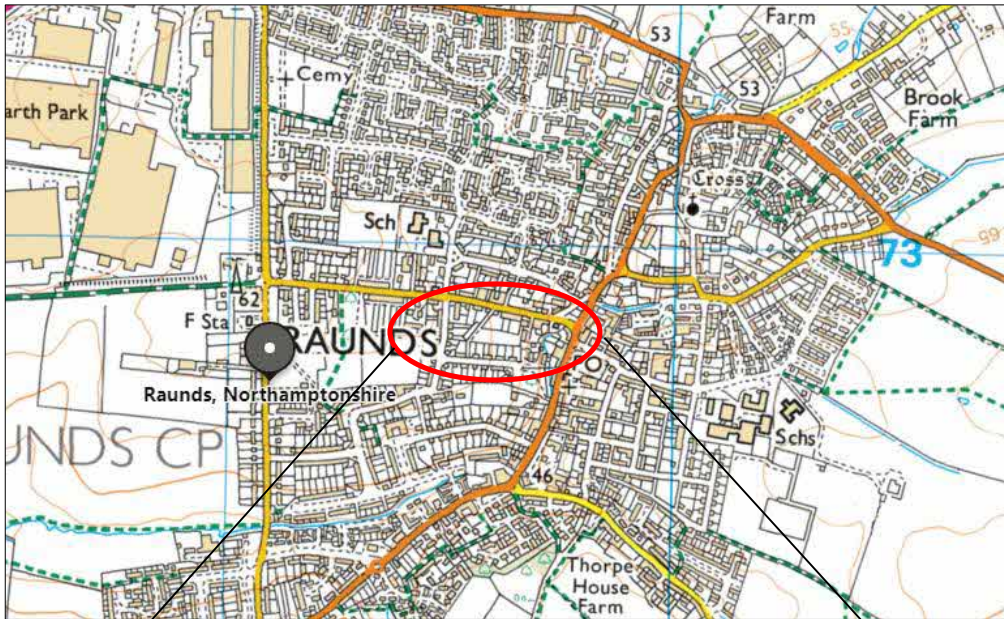 Farm
53
55
53
Cemy
Brook
Farm
arth Park
Cross
Sch
73
62
F Sta
RAUNDS
Raunds, Northamptonshire
UNDS CP
Schs
46
Thorpe
House
Farm